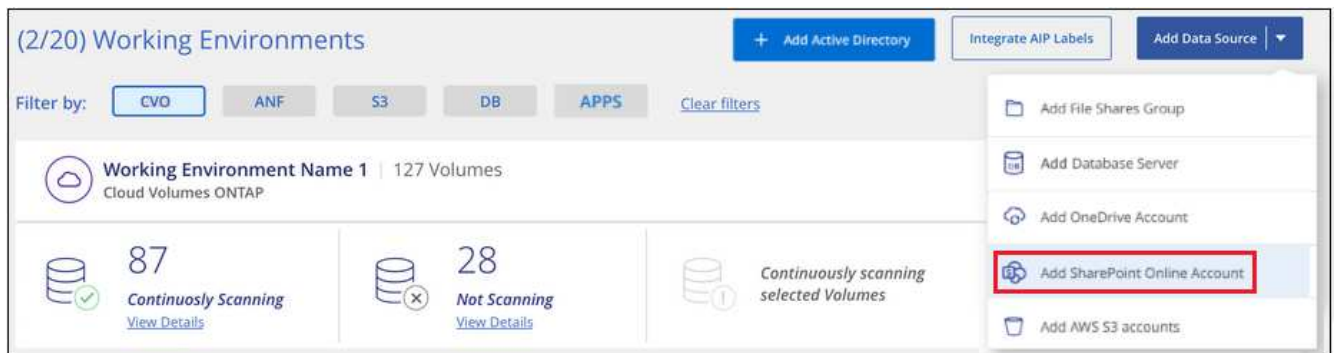 (2/20) Working Environments
+ Add Active Directory
Integrate AIP Labels
Add Data Source
Filter by: CVO ANF S3 DB APPS Clear filters
Add File Shares Group
Working Environment Name 1 | 127 Volumes
Cloud Volumes ONTAP
DB Add Database Server
Add OneDrive Account
87
Continuosly Scanning
View Details
28
Not Scanning
View Details
Continuously scanning
selected Volumes
Add SharePoint Online Account
Add AWS S3 accounts